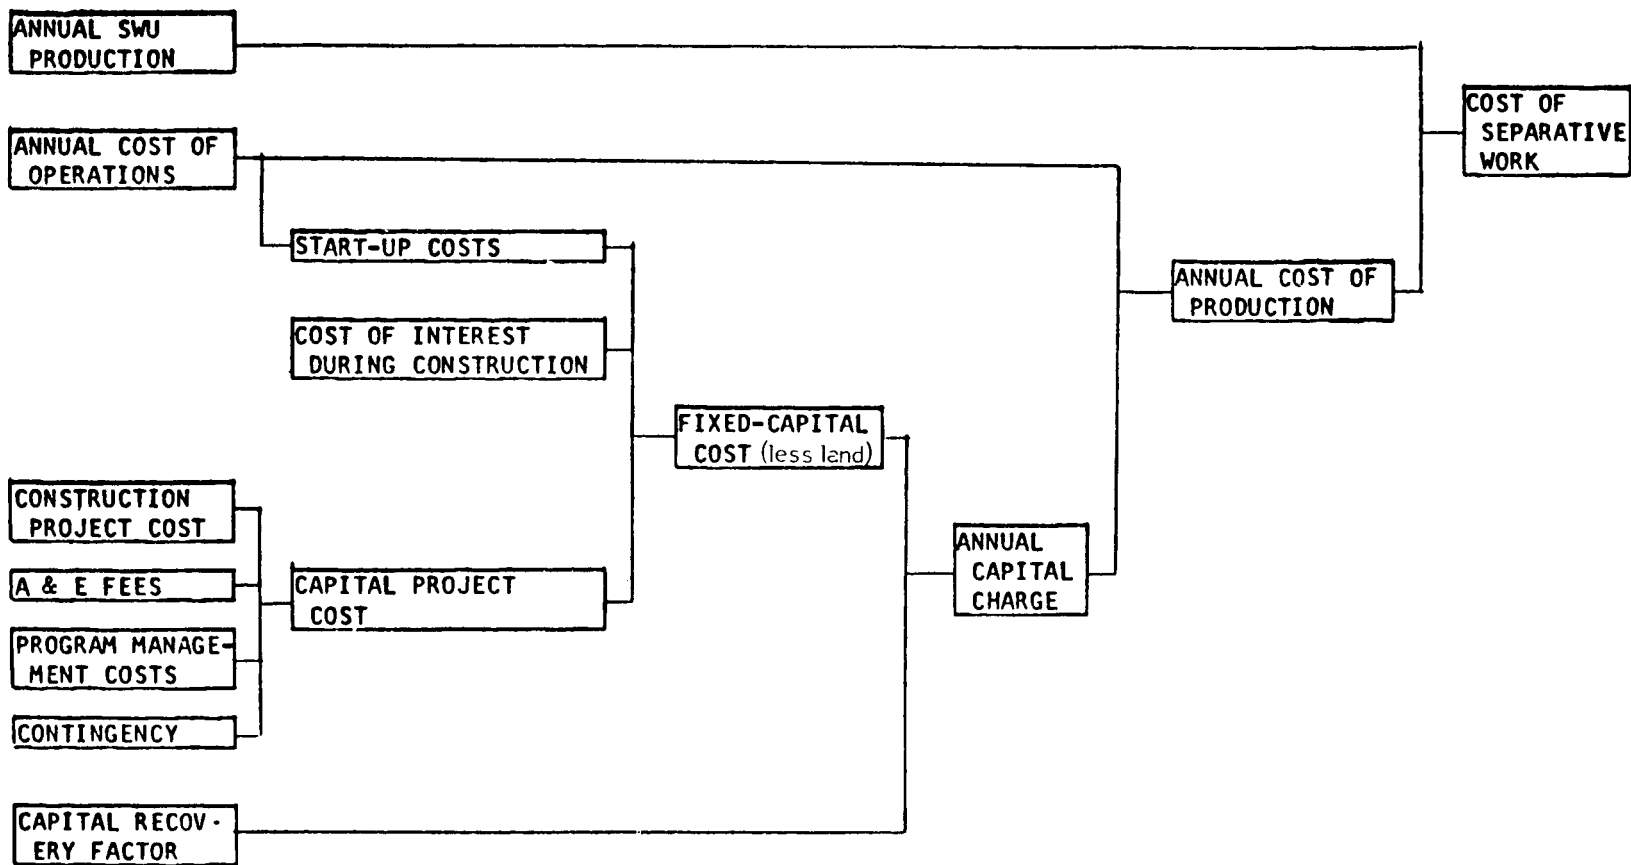 ANNUAL SWU
PRODUCTION
ANNUAL COST OF
OPERATIONS
START-UP COSTS
COST OF INTEREST
DURING CONSTRUCTION
CONSTRUCTION
PROJECT COST
A & E FEES
PROGRAM MANAGE-
MENT COSTS
CONTINGENCY
CAPITAL RECOV-
ERY FACTOR
CAPITAL PROJECT
COST
FIXED-CAPITAL
COST (less land)
ANNUAL
CAPITAL
CHARGE
ANNUAL COST OF
PRODUCTION
COST OF
SEPARATIVE
WORK